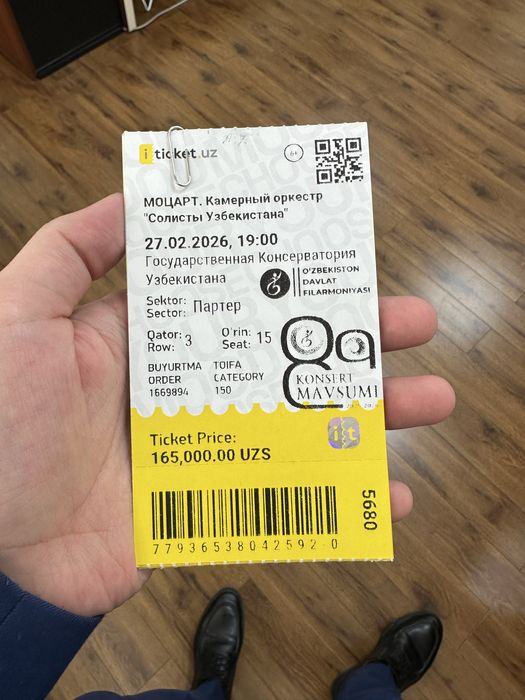 iticket.uz
6+
МОЦАРТ. Камерный оркестр
"Солисты Узбекистана"
27.02.2026, 19:00
Государственная Консерватория
Узбекистана
O'ZBEKISTON
DAVLAT
FILARMONIYASI
Sektor:
Sector: Партер
Qator:
Row: 3
O'rin:
Seat: 15
BUYURTMA
ORDER
1669894
TOIFA
CATEGORY
150
89
KONSERT
MAVSUMI
Ticket Price:
165,000.00 UZS
it
7793653804259 2-0
5680